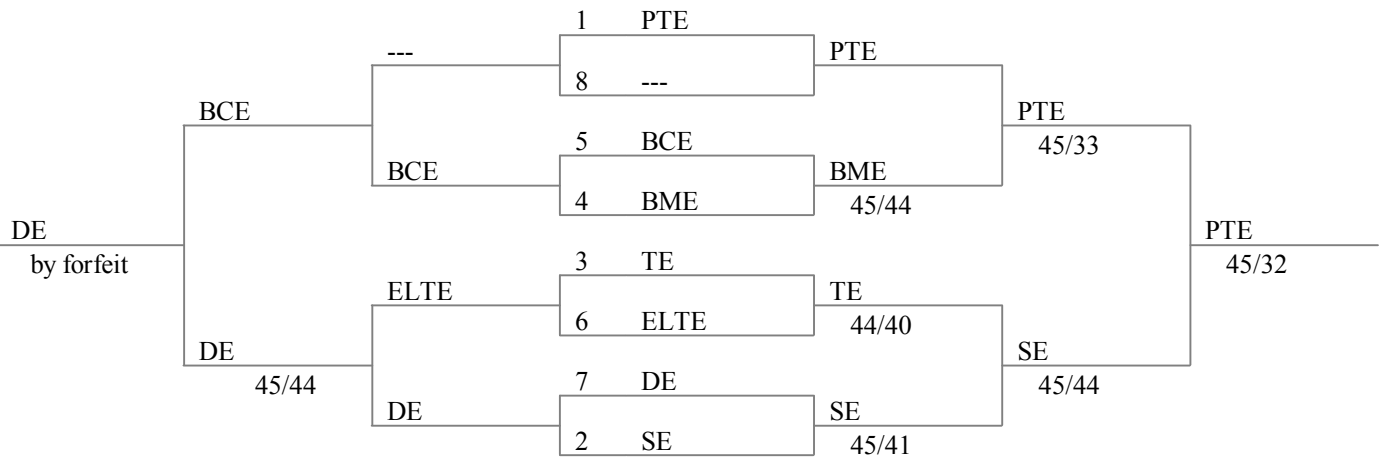 1 PTE
--- PTE
8 ---
BCE PTE
5 BCE 45/33
BCE BME
4 BME 45/44
DE PTE
by forfeit 3 TE 45/32
ELTE TE
6 ELTE 44/40
DE SE
45/44 7 DE 45/44
DE SE
2 SE 45/41